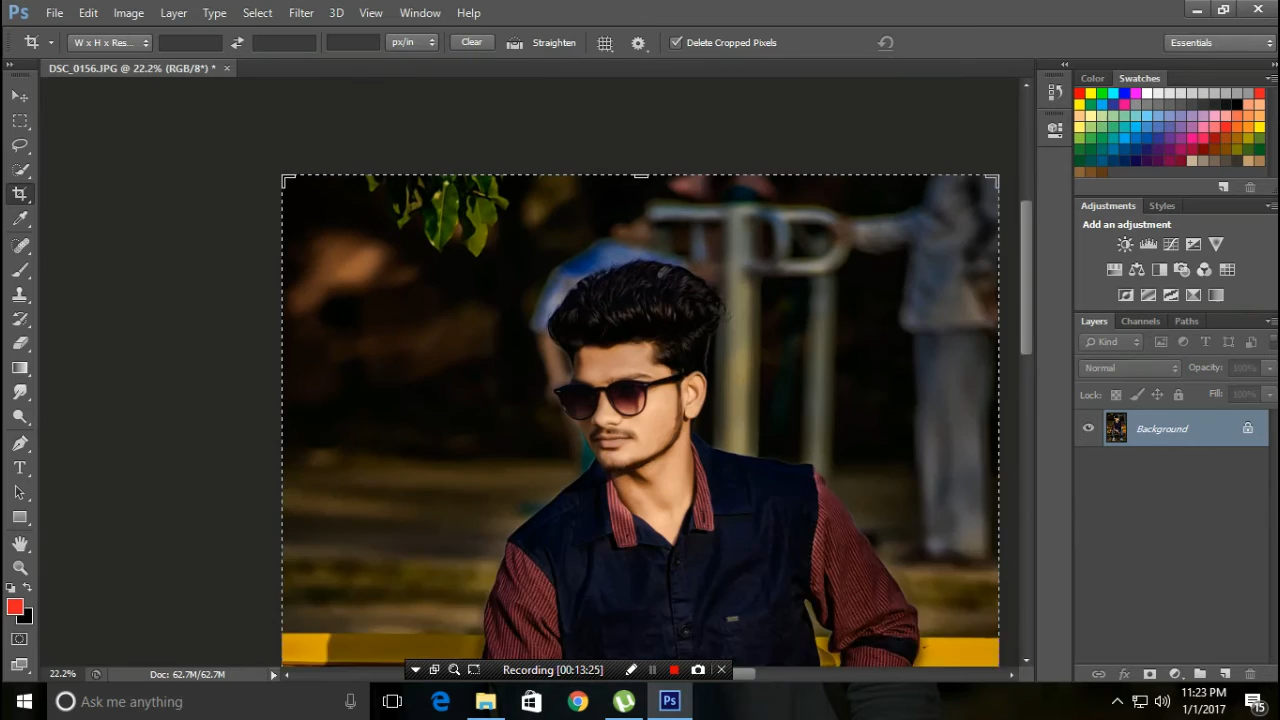 Ps File Edit Image Layer Type Select Filter 3D View Window Help
W x H x Res... px/in Clear Straighten Delete Cropped Pixels Essentials
DSC_0156.JPG @ 22.2% (RGB/8*) * ×
Color Swatches
Adjustments Styles
Add an adjustment
Layers Channels Paths
Kind
Normal Opacity: 100%
Lock: Fill: 100%
Background
22.2% Doc: 62.7M/62.7M
Recording [00:13:25]
Ask me anything
Ps
11:23 PM
1/1/2017
15